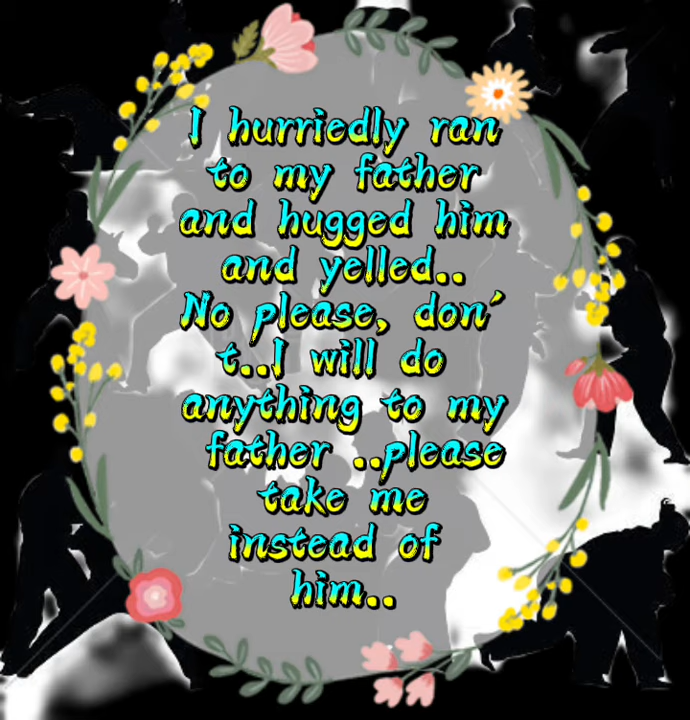 I hurriedly ran
to my father
and hugged him
and yelled..
No please, don'
t..I will do
anything to my
father ..please
take me
instead of
him..